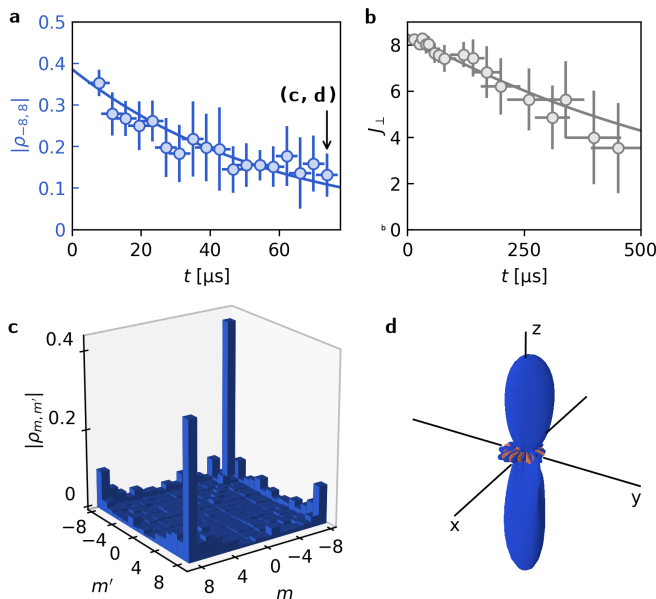 a
b
0.5
0.4
0.3
0.2
0.1
0
|ρ−8, 8|
(c, d)
0 20 40 60
t [μs]
8
6
4
2
b 0
J⊥
0 250 500
t [μs]
c
d
0.4
0.2
0
|ρm, m′|
−8
−4
0
4
8
m′
8
4
0
−4
−8
m
z
y
x